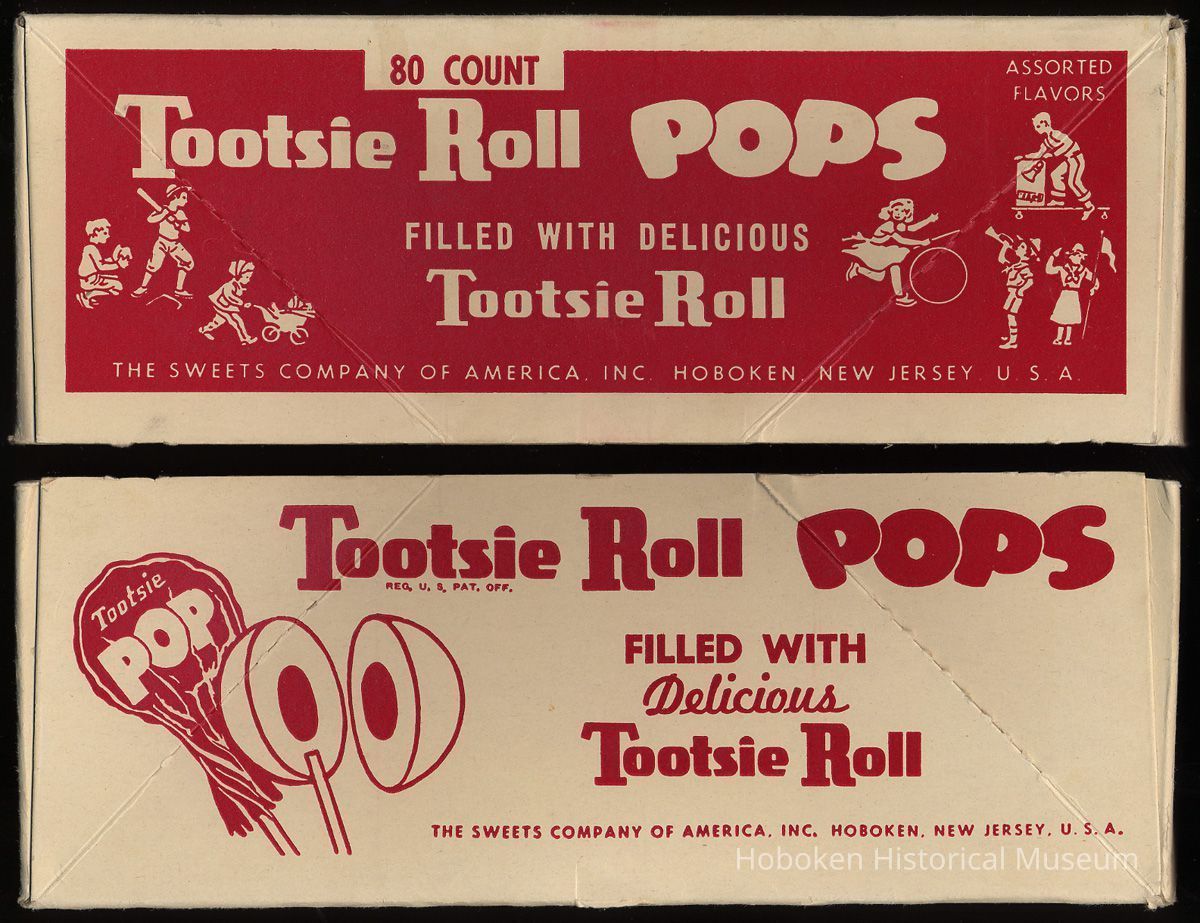 80 COUNT
ASSORTED
FLAVORS
Tootsie Roll POPS
FILLED WITH DELICIOUS
Tootsie Roll
THE SWEETS COMPANY OF AMERICA, INC. HOBOKEN, NEW JERSEY. U. S. A.
Tootsie Roll POPS
REG. U. S. PAT. OFF.
Tootsie
POP
FILLED WITH
Delicious
Tootsie Roll
THE SWEETS COMPANY OF AMERICA, INC. HOBOKEN, NEW JERSEY, U. S. A.
Hoboken Historical Museum